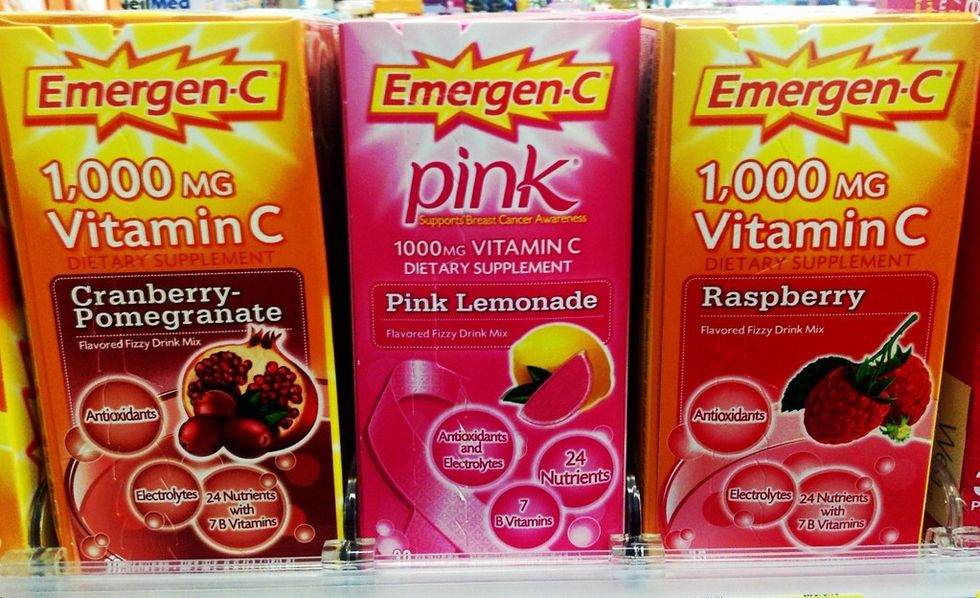 NeilMed
Emergen-C
1,000 MG
Vitamin C
DIETARY SUPPLEMENT
Cranberry-
Pomegranate
Flavored Fizzy Drink Mix
Antioxidants
Electrolytes
24 Nutrients
with
7 B Vitamins
Emergen-C
pink
Supports Breast Cancer Awareness
1000MG VITAMIN C
DIETARY SUPPLEMENT
Pink Lemonade
Flavored Fizzy Drink Mix
Antioxidants
and
Electrolytes
24
Nutrients
7
B Vitamins
Emergen-C
1,000 MG
Vitamin C
DIETARY SUPPLEMENT
Raspberry
Flavored Fizzy Drink Mix
Antioxidants
Electrolytes
24 Nutrients
with
7 B Vitamins